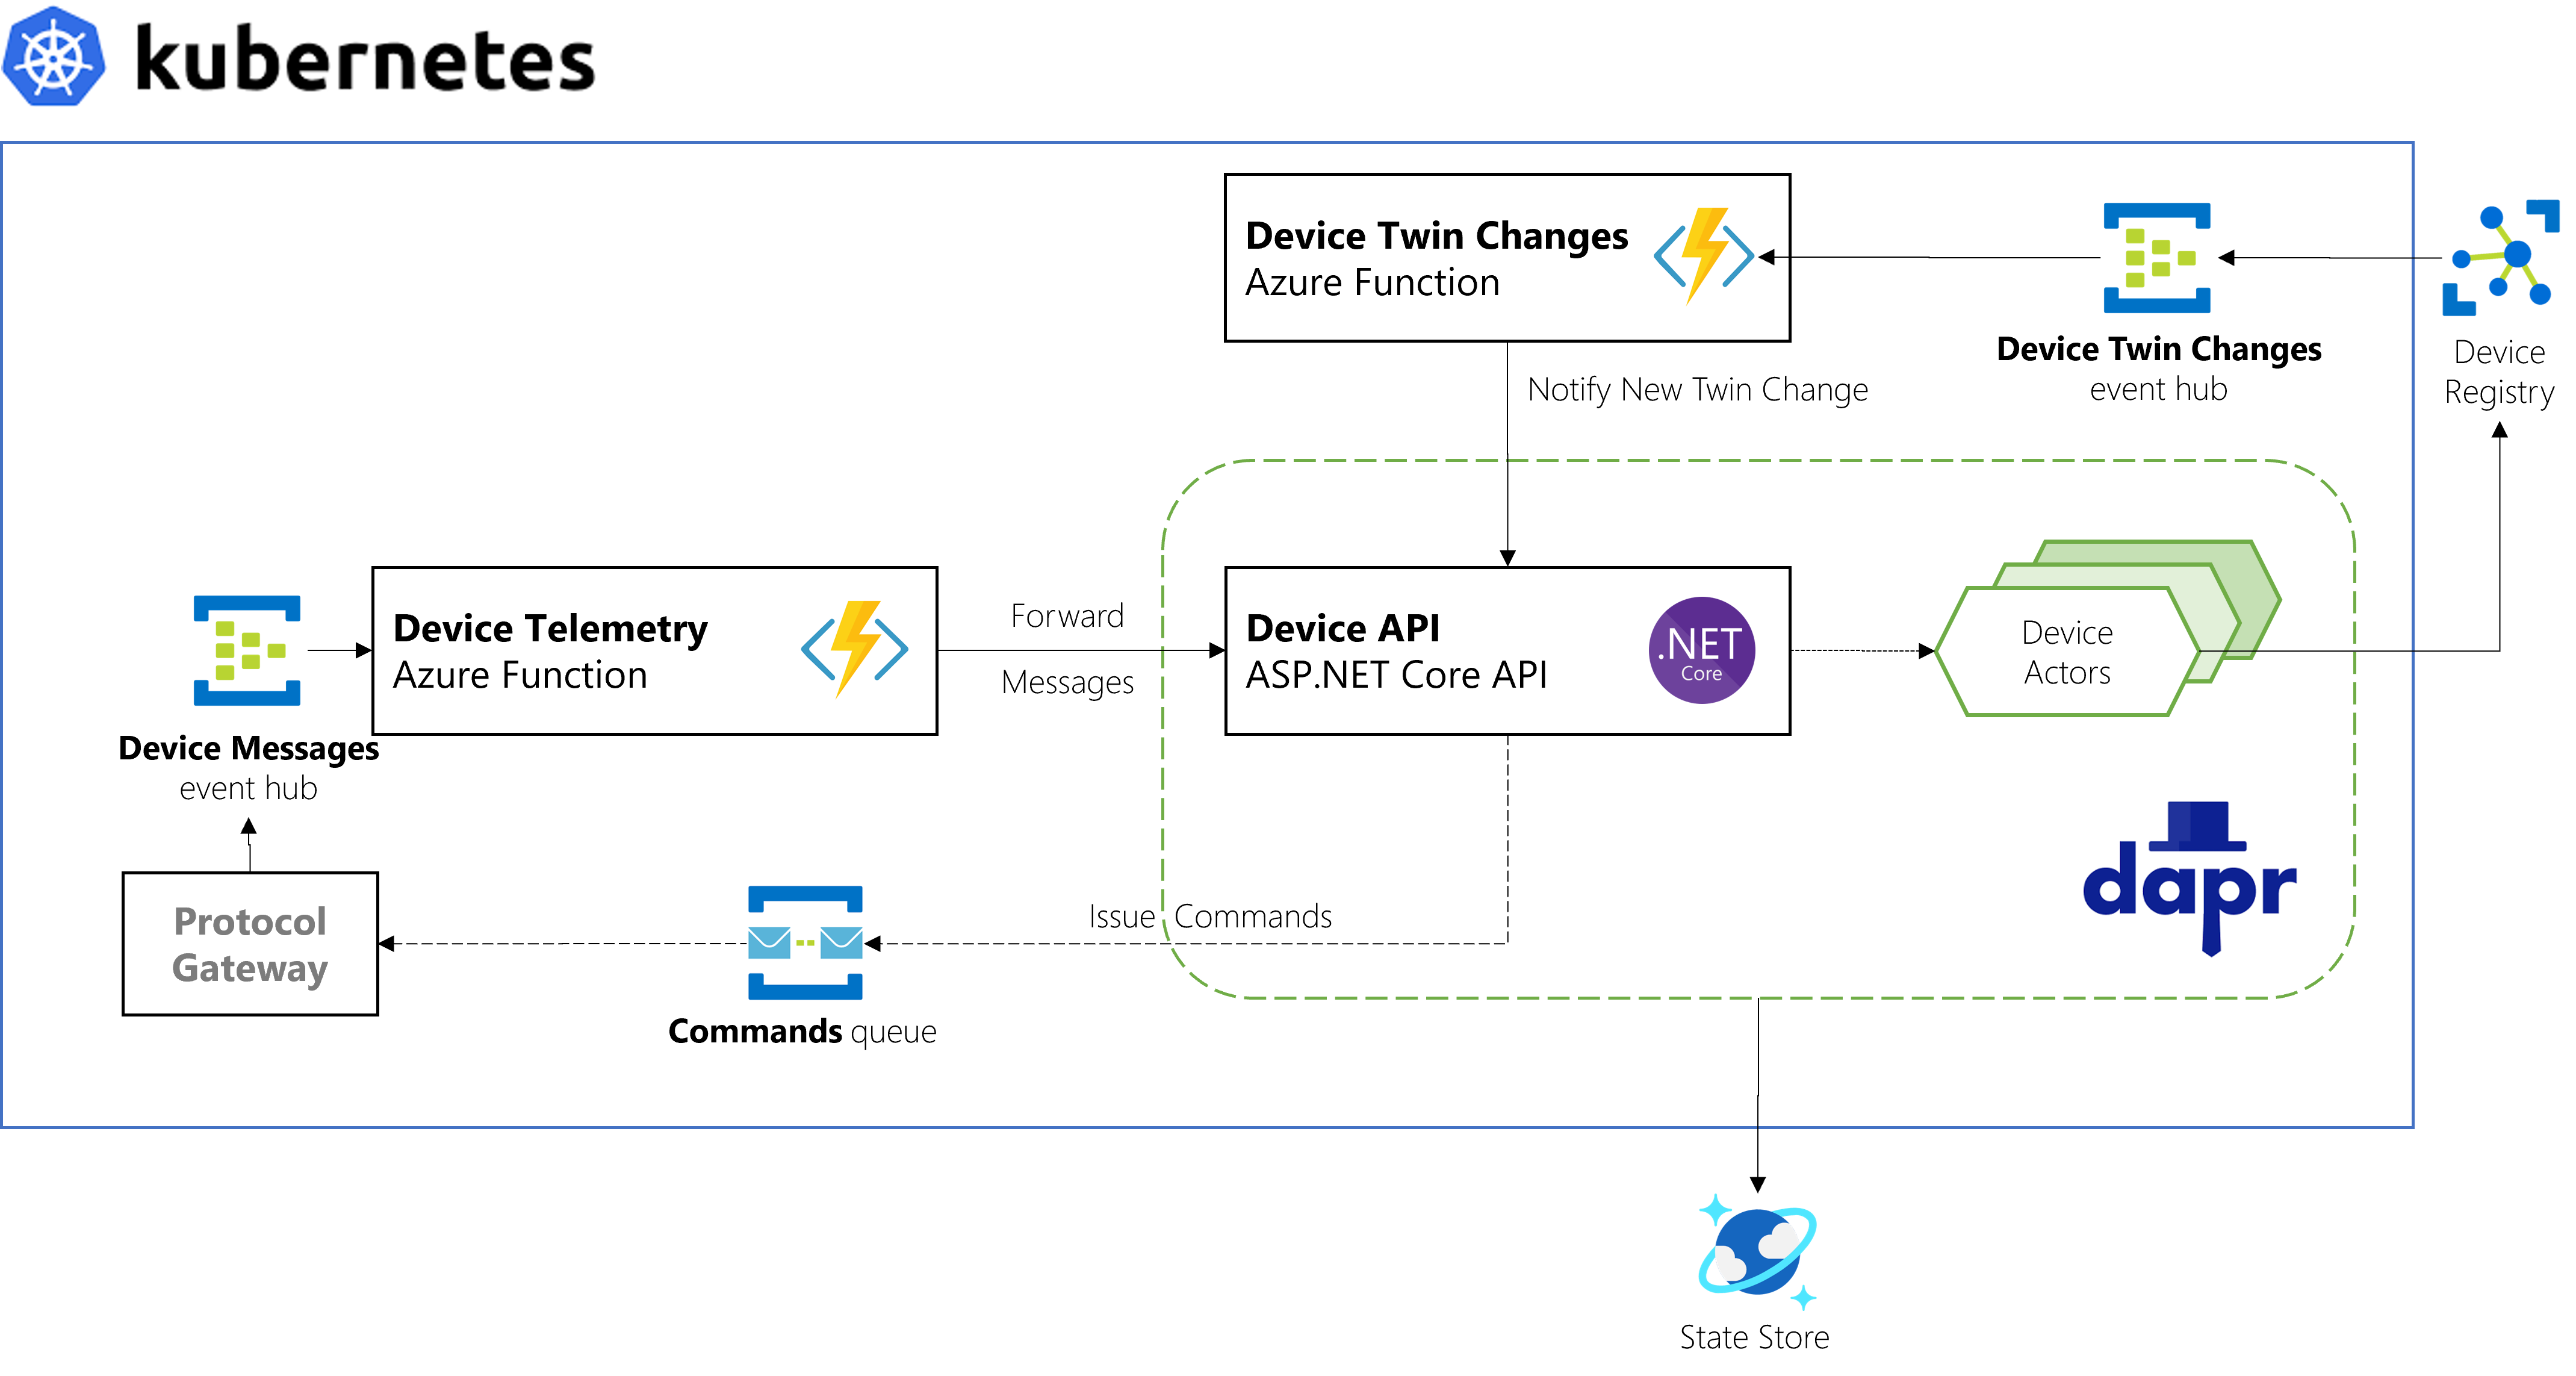 kubernetes
Device Twin Changes
Azure Function
Device Twin Changes
event hub
Device
Registry
Notify New Twin Change
Device Messages
event hub
Device Telemetry
Azure Function
Forward
Messages
Device API
ASP.NET Core API
.NET
Core
Device
Actors
dapr
Protocol
Gateway
Commands queue
Issue Commands
State Store